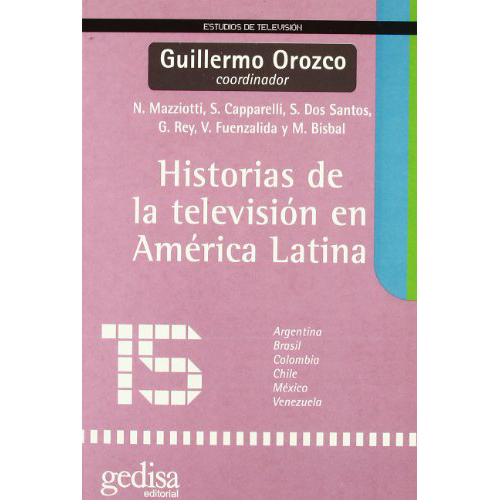 ESTUDIOS DE TELEVISIÓN
Guillermo Orozco
coordinador
N. Mazziotti, S. Capparelli, S. Dos Santos,
G. Rey, V. Fuenzalida y M. Bisbal
Historias de
la televisión en
América Latina
15
Argentina
Brasil
Colombia
Chile
México
Venezuela
gedisa
editorial